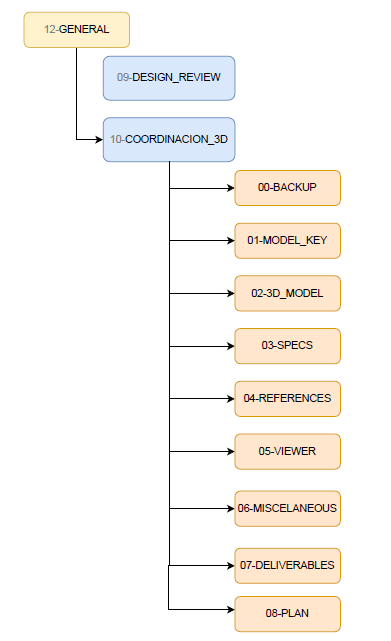 12-GENERAL
09-DESIGN_REVIEW
10-COORDINACION_3D
00-BACKUP
01-MODEL_KEY
02-3D_MODEL
03-SPECS
04-REFERENCES
05-VIEWER
06-MISCELANEOUS
07-DELIVERABLES
08-PLAN